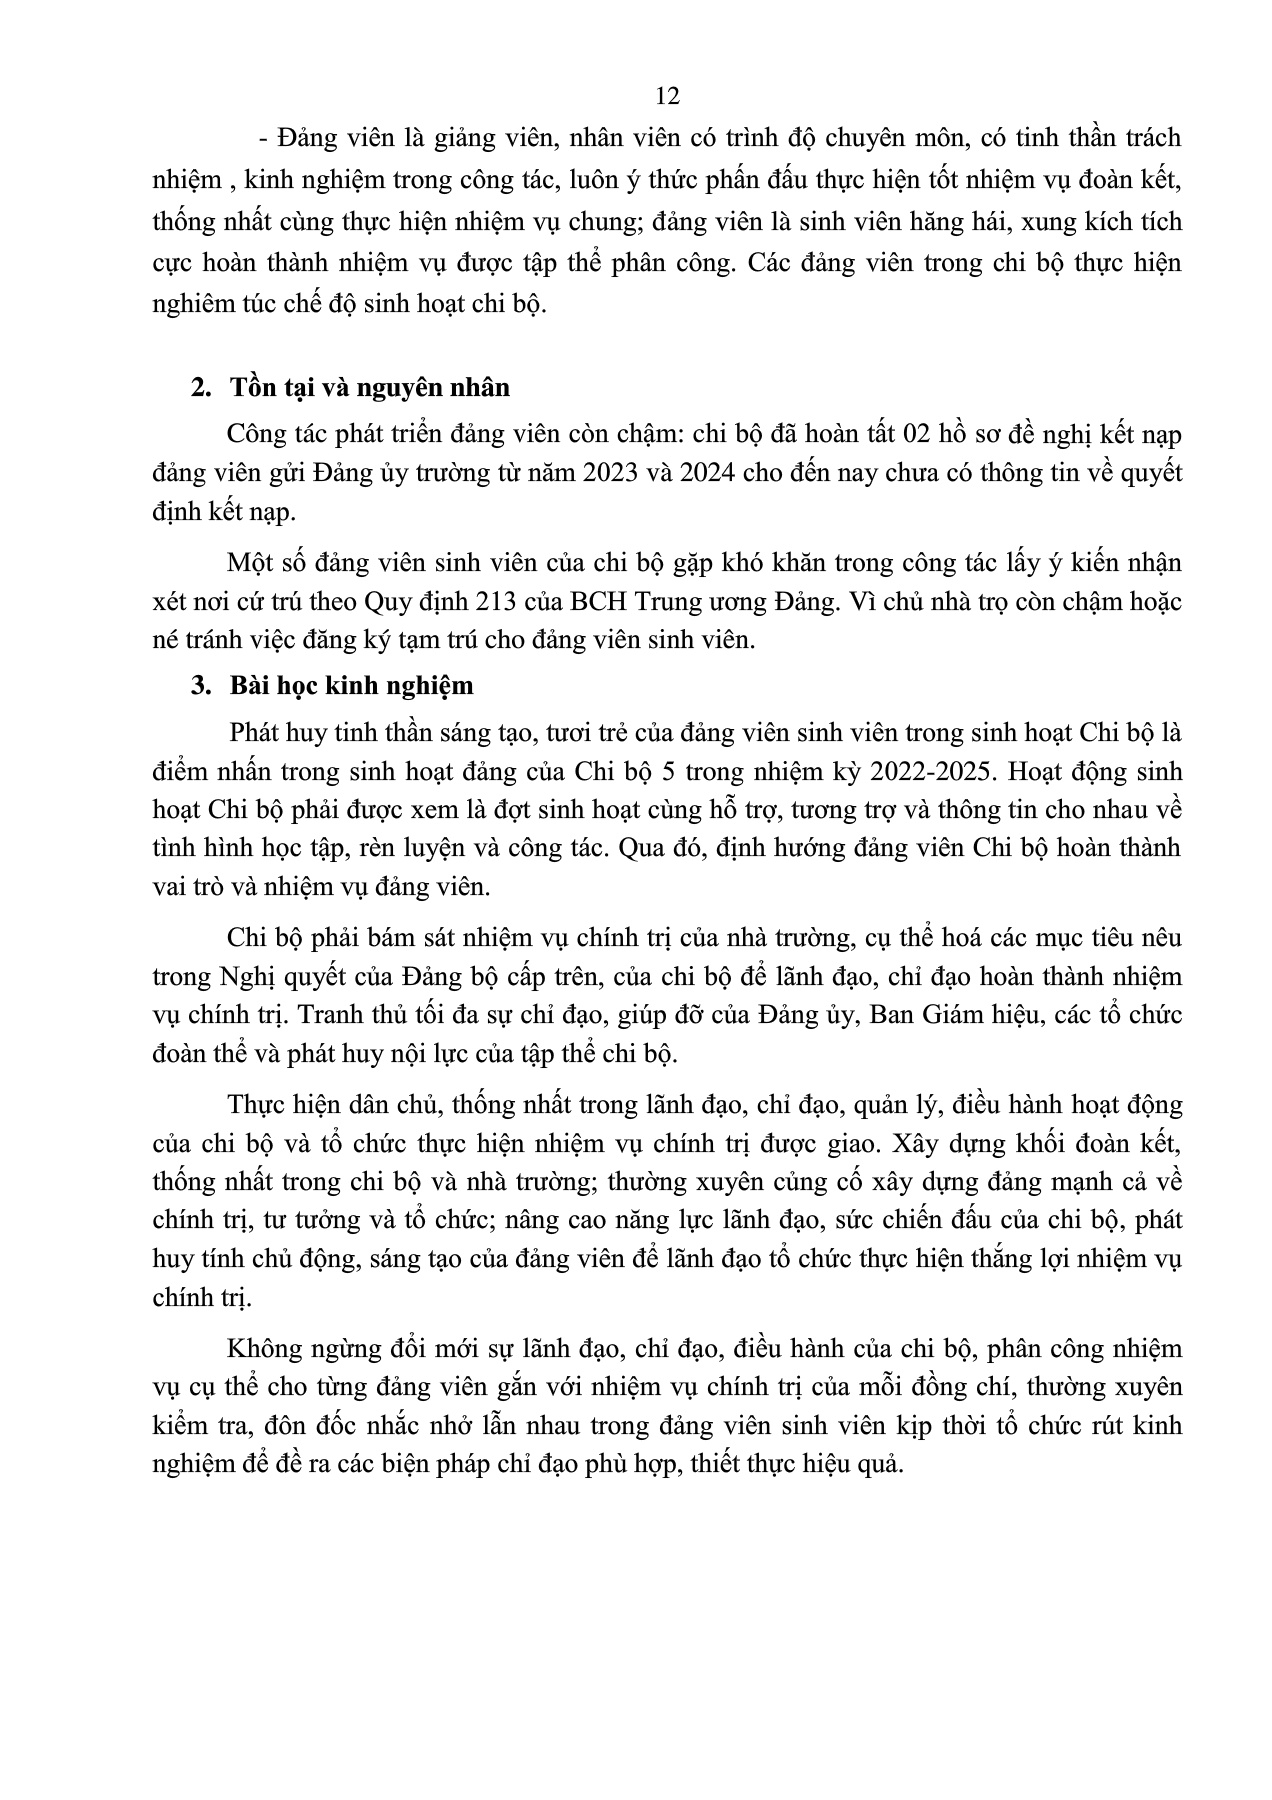 12
- Đảng viên là giảng viên, nhân viên có trình độ chuyên môn, có tinh thần trách
nhiệm , kinh nghiệm trong công tác, luôn ý thức phấn đấu thực hiện tốt nhiệm vụ đoàn kết,
thống nhất cùng thực hiện nhiệm vụ chung; đảng viên là sinh viên hăng hái, xung kích tích
cực hoàn thành nhiệm vụ được tập thể phân công. Các đảng viên trong chi bộ thực hiện
nghiêm túc chế độ sinh hoạt chi bộ.
2. Tồn tại và nguyên nhân
Công tác phát triển đảng viên còn chậm: chi bộ đã hoàn tất 02 hồ sơ đề nghị kết nạp
đảng viên gửi Đảng ủy trường từ năm 2023 và 2024 cho đến nay chưa có thông tin về quyết
định kết nạp.
Một số đảng viên sinh viên của chi bộ gặp khó khăn trong công tác lấy ý kiến nhận
xét nơi cứ trú theo Quy định 213 của BCH Trung ương Đảng. Vì chủ nhà trọ còn chậm hoặc
né tránh việc đăng ký tạm trú cho đảng viên sinh viên.
3. Bài học kinh nghiệm
Phát huy tinh thần sáng tạo, tươi trẻ của đảng viên sinh viên trong sinh hoạt Chi bộ là
điểm nhấn trong sinh hoạt đảng của Chi bộ 5 trong nhiệm kỳ 2022-2025. Hoạt động sinh
hoạt Chi bộ phải được xem là đợt sinh hoạt cùng hỗ trợ, tương trợ và thông tin cho nhau về
tình hình học tập, rèn luyện và công tác. Qua đó, định hướng đảng viên Chi bộ hoàn thành
vai trò và nhiệm vụ đảng viên.
Chi bộ phải bám sát nhiệm vụ chính trị của nhà trường, cụ thể hoá các mục tiêu nêu
trong Nghị quyết của Đảng bộ cấp trên, của chi bộ để lãnh đạo, chỉ đạo hoàn thành nhiệm
vụ chính trị. Tranh thủ tối đa sự chỉ đạo, giúp đỡ của Đảng ủy, Ban Giám hiệu, các tổ chức
đoàn thể và phát huy nội lực của tập thể chi bộ.
Thực hiện dân chủ, thống nhất trong lãnh đạo, chỉ đạo, quản lý, điều hành hoạt động
của chi bộ và tổ chức thực hiện nhiệm vụ chính trị được giao. Xây dựng khối đoàn kết,
thống nhất trong chi bộ và nhà trường; thường xuyên củng cố xây dựng đảng mạnh cả về
chính trị, tư tưởng và tổ chức; nâng cao năng lực lãnh đạo, sức chiến đấu của chi bộ, phát
huy tính chủ động, sáng tạo của đảng viên để lãnh đạo tổ chức thực hiện thắng lợi nhiệm vụ
chính trị.
Không ngừng đổi mới sự lãnh đạo, chỉ đạo, điều hành của chi bộ, phân công nhiệm
vụ cụ thể cho từng đảng viên gắn với nhiệm vụ chính trị của mỗi đồng chí, thường xuyên
kiểm tra, đôn đốc nhắc nhở lẫn nhau trong đảng viên sinh viên kịp thời tổ chức rút kinh
nghiệm để đề ra các biện pháp chỉ đạo phù hợp, thiết thực hiệu quả.